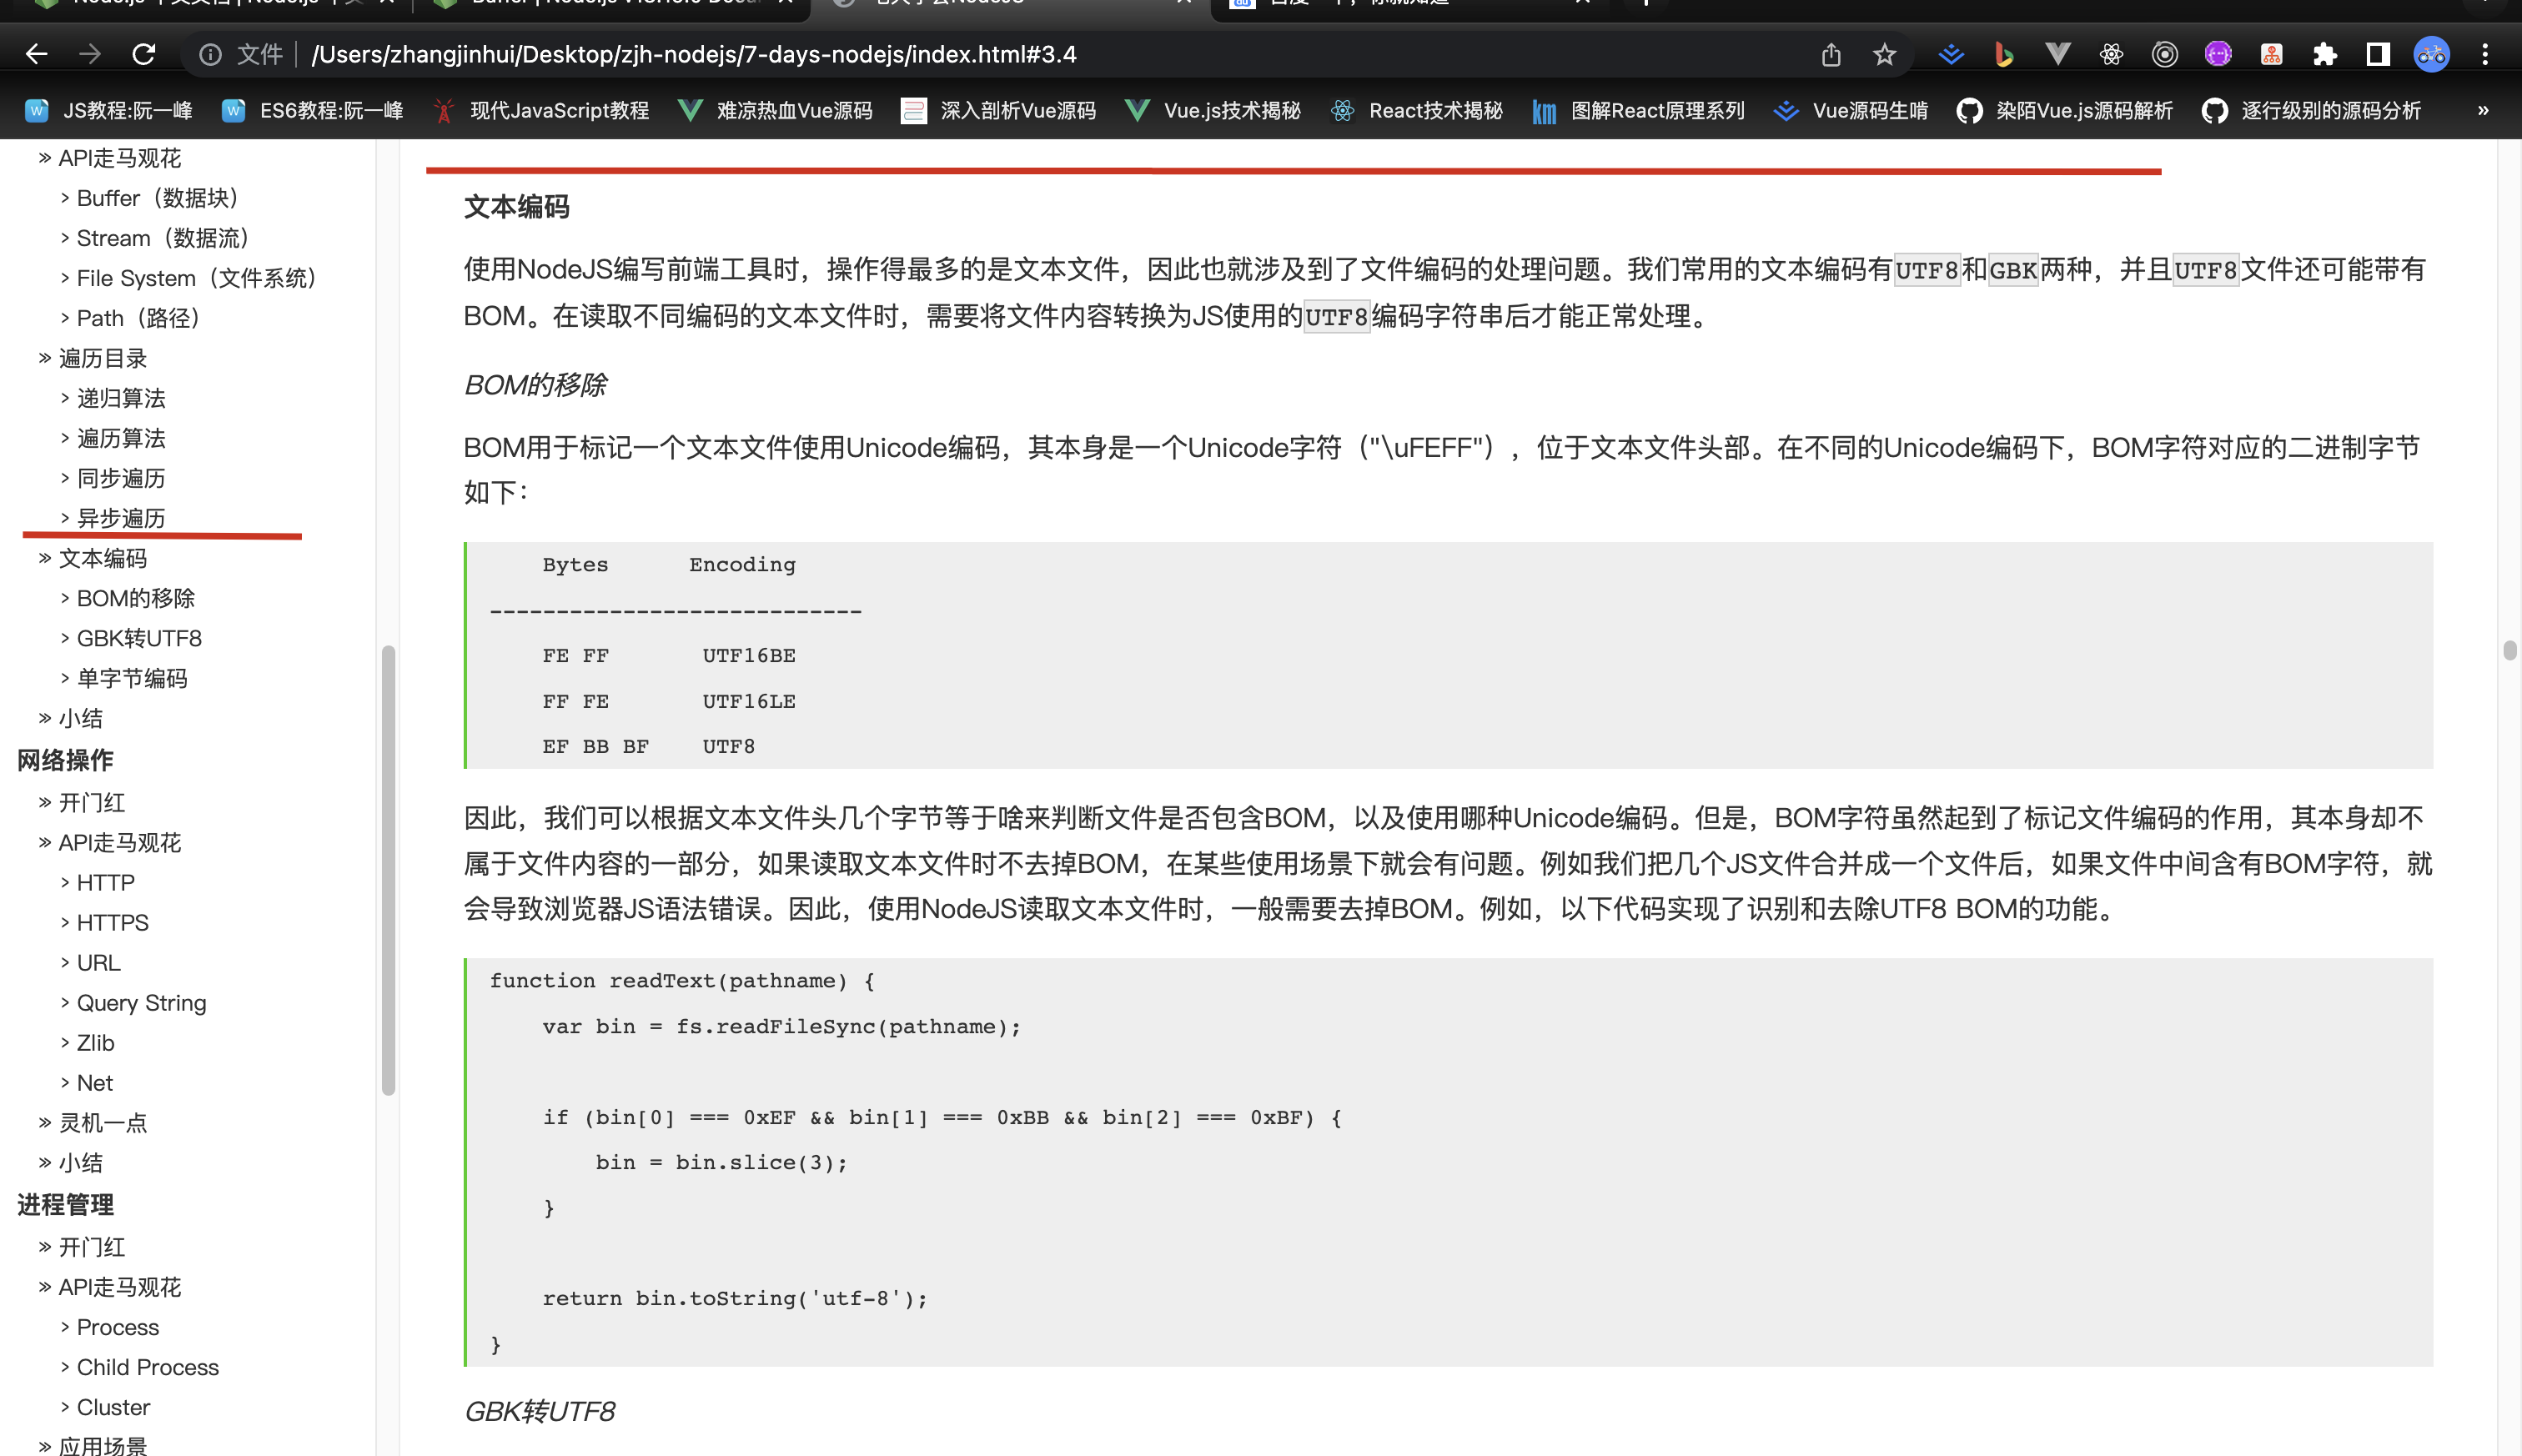 文件 /Users/zhangjinhui/Desktop/zjh-nodejs/7-days-nodejs/index.html#3.4
JS教程:阮一峰 ES6教程:阮一峰 现代JavaScript教程 难凉热血Vue源码 深入剖析Vue源码 Vue.js技术揭秘 React技术揭秘 km 图解React原理系列 Vue源码生啃 染陌Vue.js源码解析 逐行级别的源码分析 »
» API走马观花
> Buffer（数据块）
> Stream（数据流）
> File System（文件系统）
> Path（路径）
» 遍历目录
> 递归算法
> 遍历算法
> 同步遍历
> 异步遍历
» 文本编码
> BOM的移除
> GBK转UTF8
> 单字节编码
» 小结
网络操作
» 开门红
» API走马观花
> HTTP
> HTTPS
> URL
> Query String
> Zlib
> Net
» 灵机一点
» 小结
进程管理
» 开门红
» API走马观花
> Process
> Child Process
> Cluster
» 应用场景
文本编码
使用NodeJS编写前端工具时，操作得最多的是文本文件，因此也就涉及到了文件编码的处理问题。我们常用的文本编码有UTF8和GBK两种，并且UTF8文件还可能带有
BOM。在读取不同编码的文本文件时，需要将文件内容转换为JS使用的UTF8编码字符串后才能正常处理。
BOM的移除
BOM用于标记一个文本文件使用Unicode编码，其本身是一个Unicode字符（"\uFEFF"），位于文本文件头部。在不同的Unicode编码下，BOM字符对应的二进制字节
如下：
Bytes Encoding
----------------------------
FE FF UTF16BE
FF FE UTF16LE
EF BB BF UTF8
因此，我们可以根据文本文件头几个字节等于啥来判断文件是否包含BOM，以及使用哪种Unicode编码。但是，BOM字符虽然起到了标记文件编码的作用，其本身却不
属于文件内容的一部分，如果读取文本文件时不去掉BOM，在某些使用场景下就会有问题。例如我们把几个JS文件合并成一个文件后，如果文件中间含有BOM字符，就
会导致浏览器JS语法错误。因此，使用NodeJS读取文本文件时，一般需要去掉BOM。例如，以下代码实现了识别和去除UTF8 BOM的功能。
function readText(pathname) {
var bin = fs.readFileSync(pathname);
if (bin[0] === 0xEF && bin[1] === 0xBB && bin[2] === 0xBF) {
bin = bin.slice(3);
}
return bin.toString('utf-8');
}
GBK转UTF8